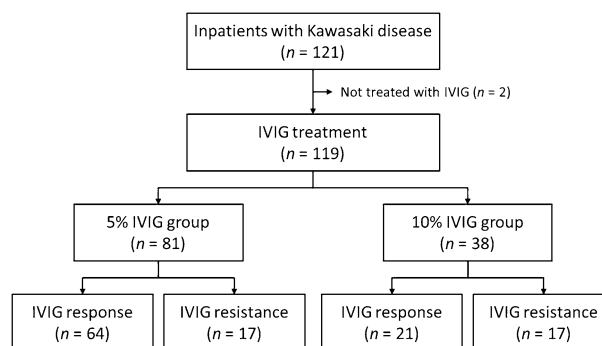 Inpatients with Kawasaki disease
(n = 121)
Not treated with IVIG (n = 2)
IVIG treatment
(n = 119)
5% IVIG group
(n = 81)
10% IVIG group
(n = 38)
IVIG response
(n = 64)
IVIG resistance
(n = 17)
IVIG response
(n = 21)
IVIG resistance
(n = 17)